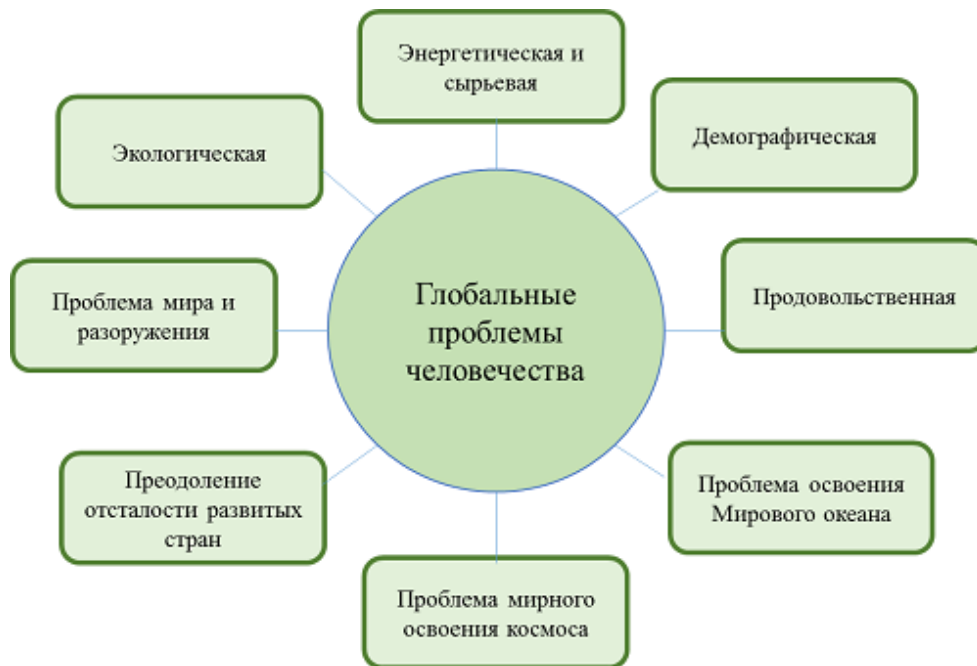 Энергетическая и
сырьевая
Демографическая
Экологическая
Продовольственная
Проблема мира и
разоружения
Глобальные
проблемы
человечества
Проблема освоения
Мирового океана
Преодоление
отсталости развитых
стран
Проблема мирного
освоения космоса